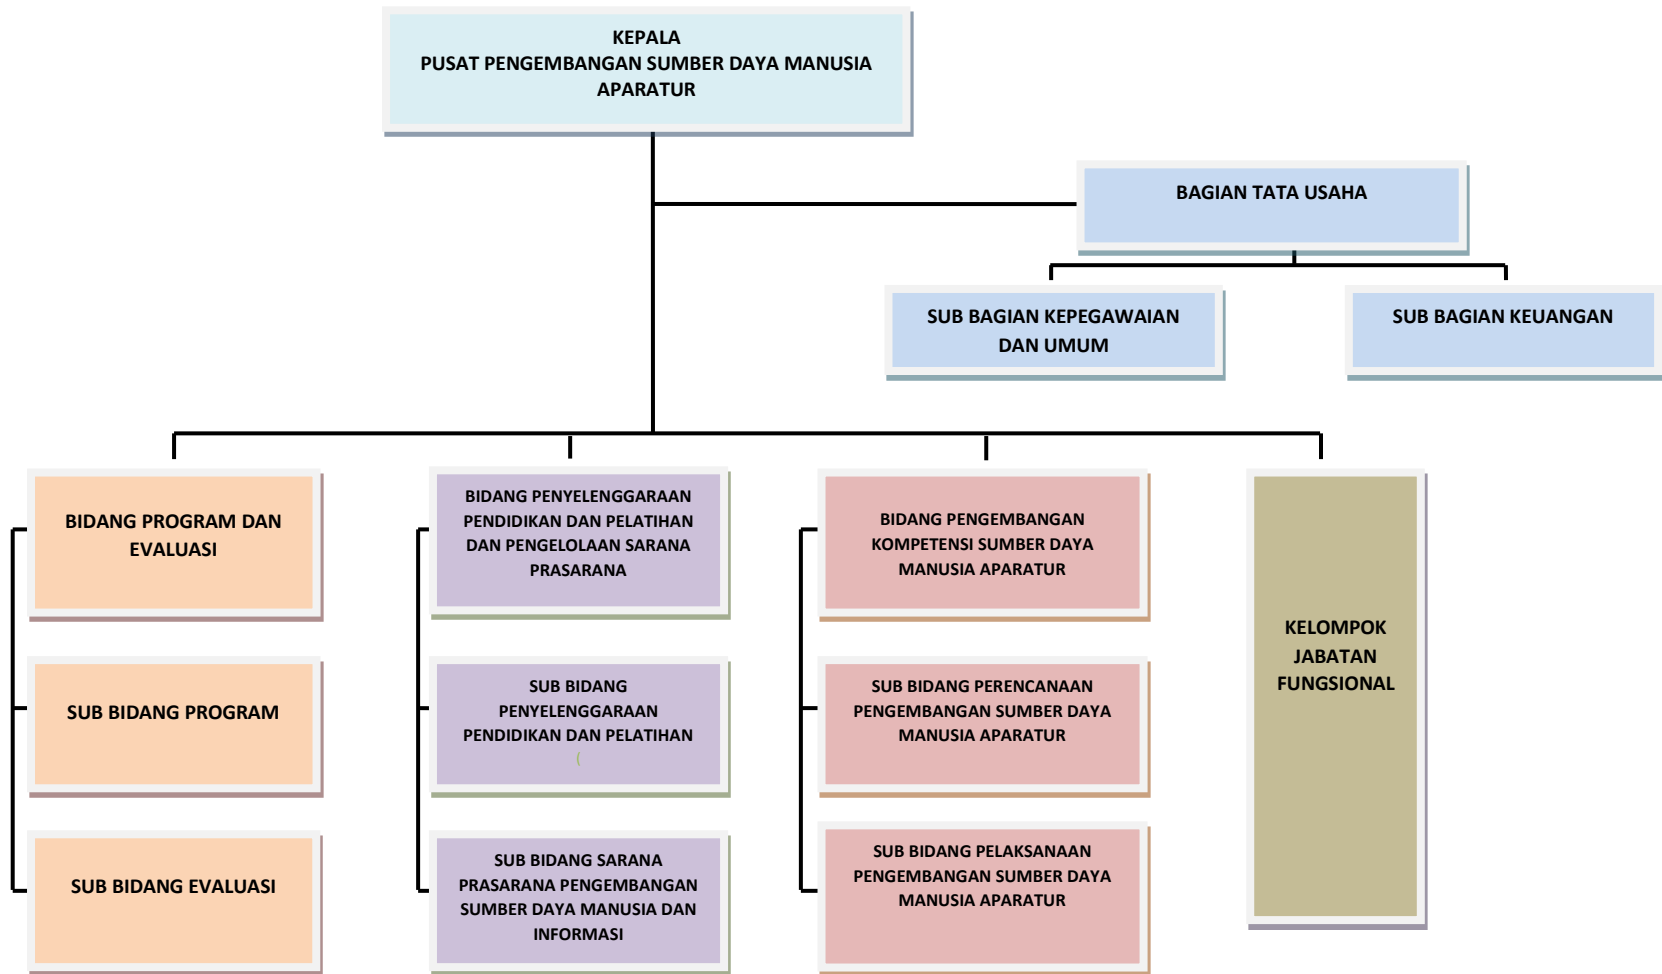 KEPALA
PUSAT PENGEMBANGAN SUMBER DAYA MANUSIA
APARATUR
BAGIAN TATA USAHA
SUB BAGIAN KEPEGAWAIAN
DAN UMUM
SUB BAGIAN KEUANGAN
BIDANG PROGRAM DAN
EVALUASI
SUB BIDANG PROGRAM
SUB BIDANG EVALUASI
BIDANG PENYELENGGARAAN
PENDIDIKAN DAN PELATIHAN
DAN PENGELOLAAN SARANA
PRASARANA
SUB BIDANG
PENYELENGGARAAN
PENDIDIKAN DAN PELATIHAN
(
SUB BIDANG SARANA
PRASARANA PENGEMBANGAN
SUMBER DAYA MANUSIA DAN
INFORMASI
BIDANG PENGEMBANGAN
KOMPETENSI SUMBER DAYA
MANUSIA APARATUR
SUB BIDANG PERENCANAAN
PENGEMBANGAN SUMBER DAYA
MANUSIA APARATUR
SUB BIDANG PELAKSANAAN
PENGEMBANGAN SUMBER DAYA
MANUSIA APARATUR
KELOMPOK
JABATAN
FUNGSIONAL